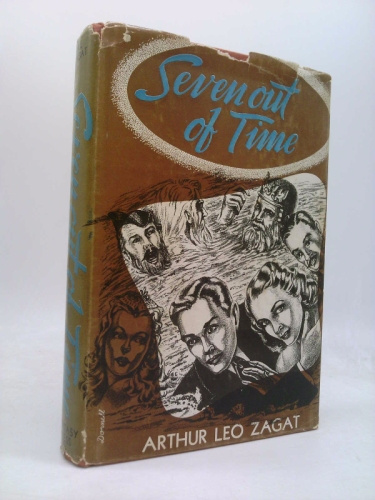 Seven out
of Time
ARTHUR LEO ZAGAT